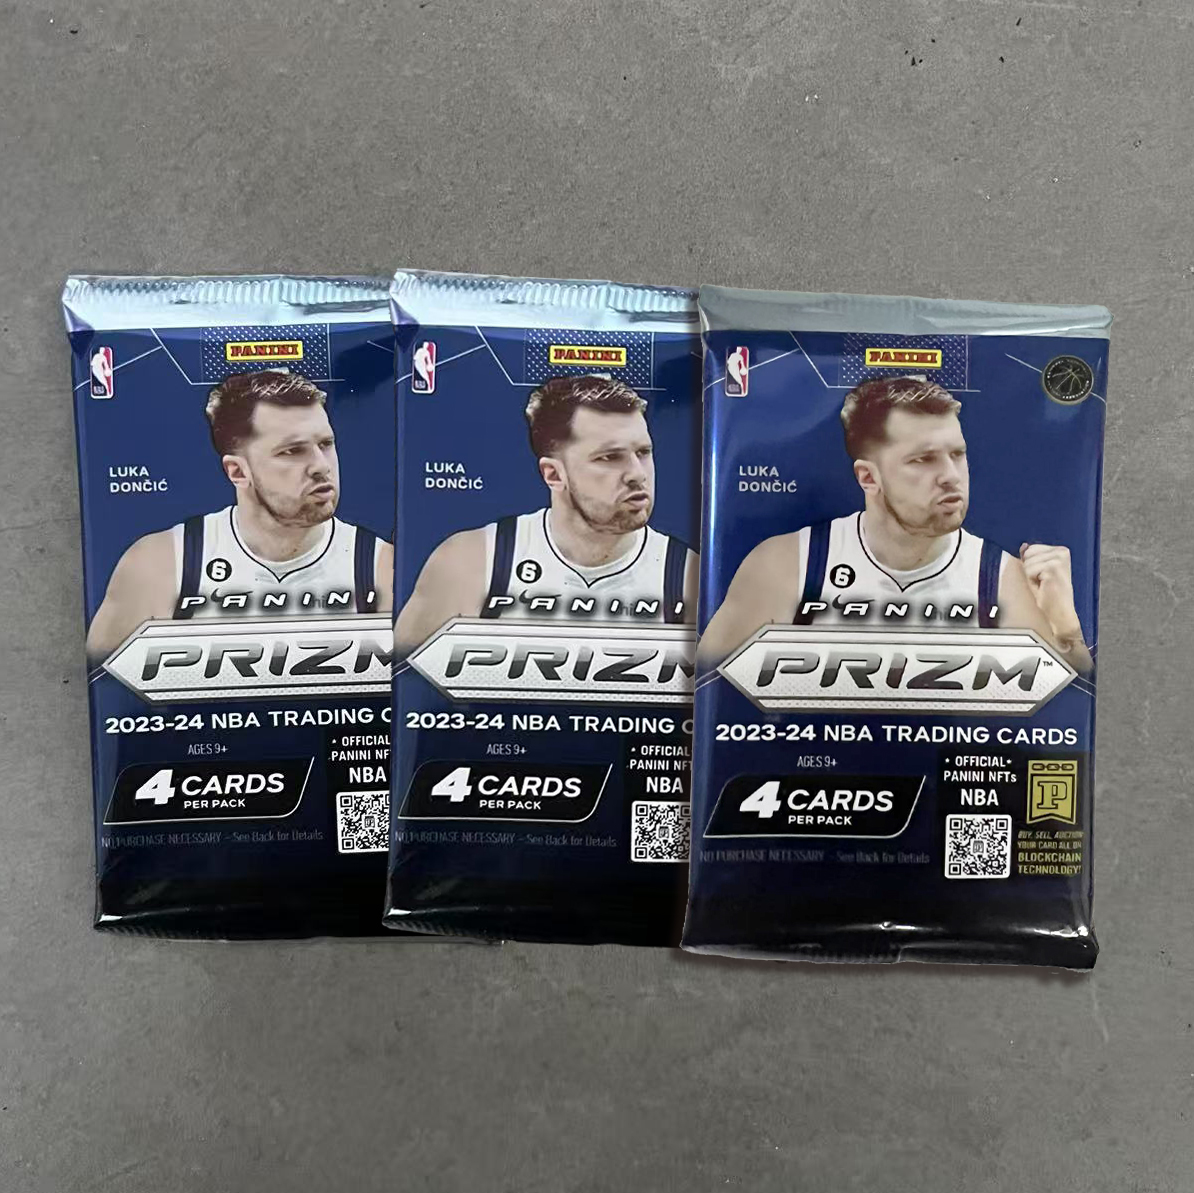 PANINI
LUKA
DONČIĆ
6
PANINI
PRIZM
2023-24 NBA TRADING C
AGES 9+
• OFFICIAL
PANINI NF
NBA
4 CARDS
PER PACK
NO PURCHASE NECESSARY - See Back for Details
PANINI
LUKA
DONČIĆ
6
PANINI
PRIZM
2023-24 NBA TRADING C
AGES 9+
• OFFICIAL
PANINI NFT
NBA
4 CARDS
PER PACK
NO PURCHASE NECESSARY - See Back for Details
PANINI
LUKA
DONČIĆ
6
PANINI
PRIZM™
2023-24 NBA TRADING CARDS
AGES 9+
• OFFICIAL •
PANINI NFTs
NBA
P
4 CARDS
PER PACK
NO PURCHASE NECESSARY - See Back for Details
BUY, SELL, AUCTION
YOUR CARD ALL ON
BLOCKCHAIN
TECHNOLOGY!